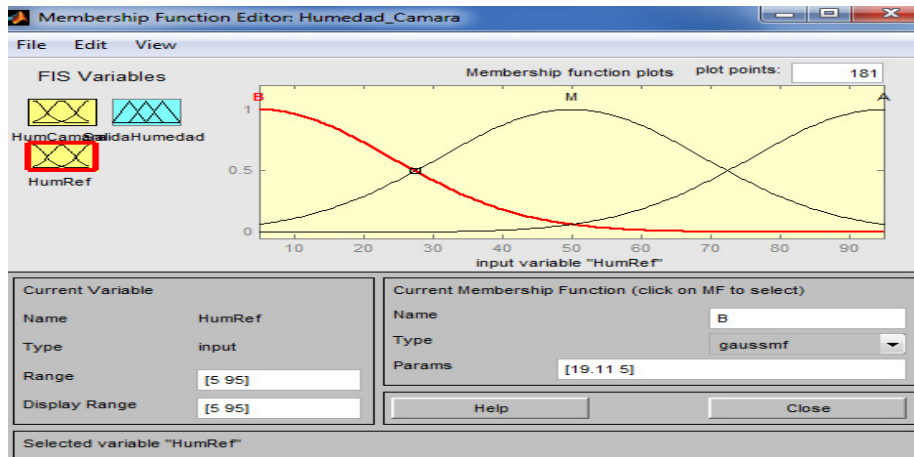 Membership Function Editor: Humedad_Camara
File Edit View
FIS Variables
Membership function plots plot points: 181
B M A
1
0.5
0
10 20 30 40 50 60 70 80 90
input variable "HumRef"
HumCamara SalidaHumedad
HumRef
Current Variable
Name HumRef
Type input
Range [5 95]
Display Range [5 95]
Current Membership Function (click on MF to select)
Name B
Type gaussmf
Params [19.11 5]
Help Close
Selected variable "HumRef"